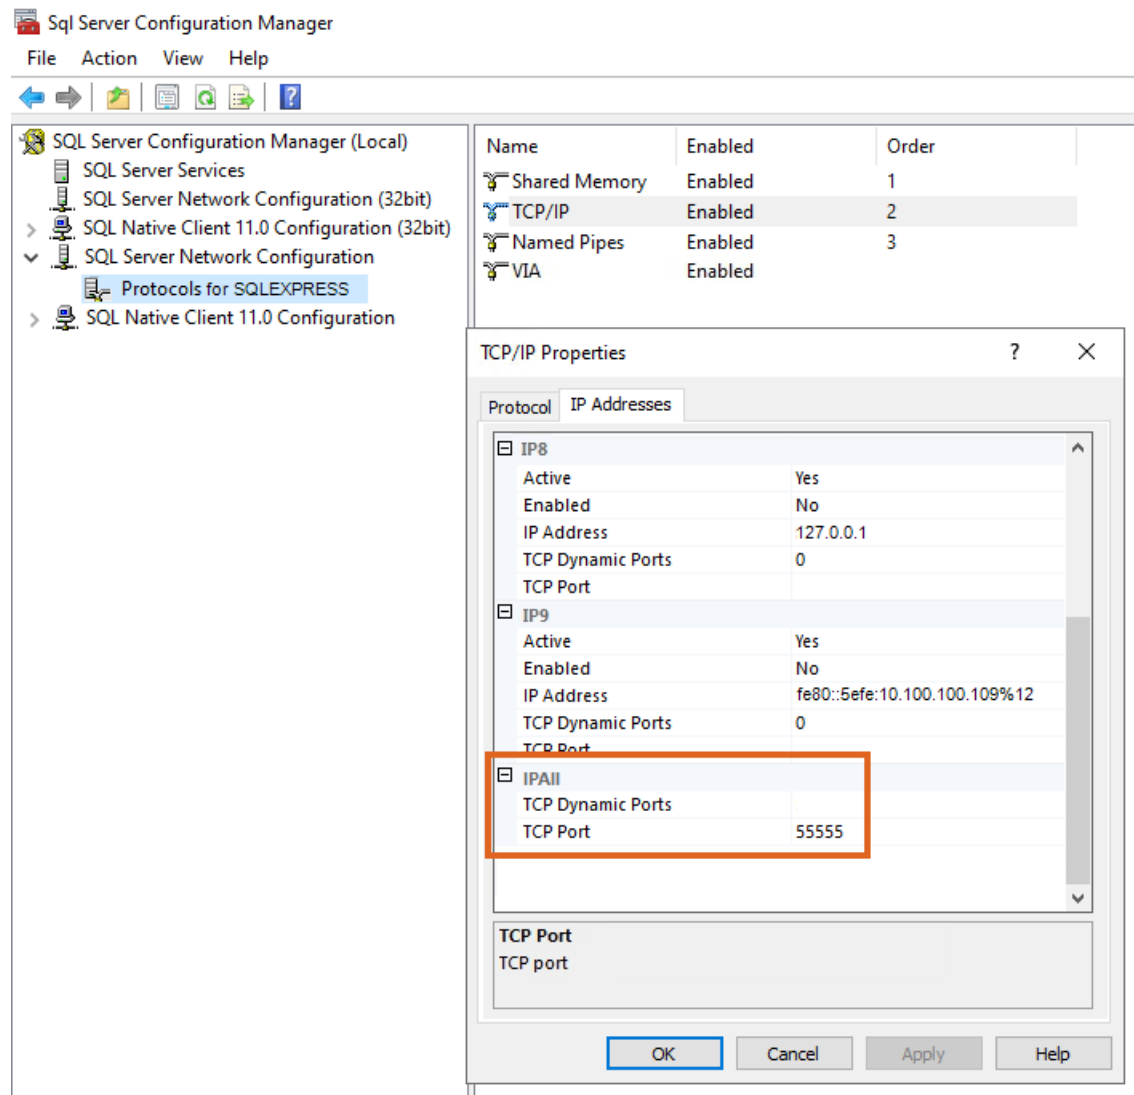 Sql Server Configuration Manager
File Action View Help
SQL Server Configuration Manager (Local)
SQL Server Services
SQL Server Network Configuration (32bit)
SQL Native Client 11.0 Configuration (32bit)
SQL Server Network Configuration
Protocols for SQLEXPRESS
SQL Native Client 11.0 Configuration
Name Enabled Order
Shared Memory Enabled 1
TCP/IP Enabled 2
Named Pipes Enabled 3
VIA Enabled
TCP/IP Properties ?
Protocol IP Addresses
IP8
Active Yes
Enabled No
IP Address 127.0.0.1
TCP Dynamic Ports 0
TCP Port
IP9
Active Yes
Enabled No
IP Address fe80::5efe:10.100.100.109%12
TCP Dynamic Ports 0
TCP Port
IPAll
TCP Dynamic Ports
TCP Port 55555
TCP Port
TCP port
OK Cancel Apply Help